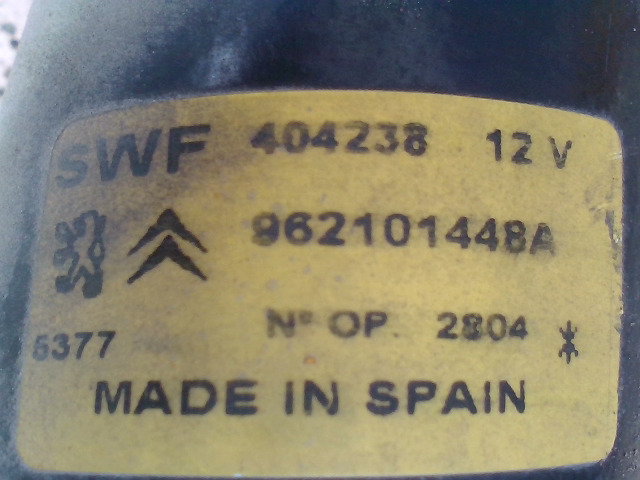 SWF 404238 12 V
962101448A
Nº OP. 2804
5377
MADE IN SPAIN